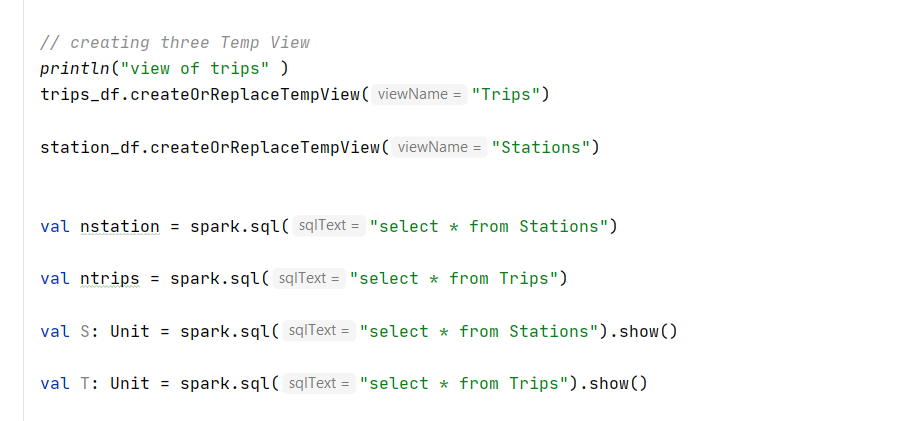 // creating three Temp View
println("view of trips" )
trips_df.createOrReplaceTempView( viewName = "Trips")
station_df.createOrReplaceTempView( viewName = "Stations")
val nstation = spark.sql( sqlText = "select * from Stations")
val ntrips = spark.sql( sqlText = "select * from Trips")
val S: Unit = spark.sql( sqlText = "select * from Stations").show()
val T: Unit = spark.sql( sqlText = "select * from Trips").show()